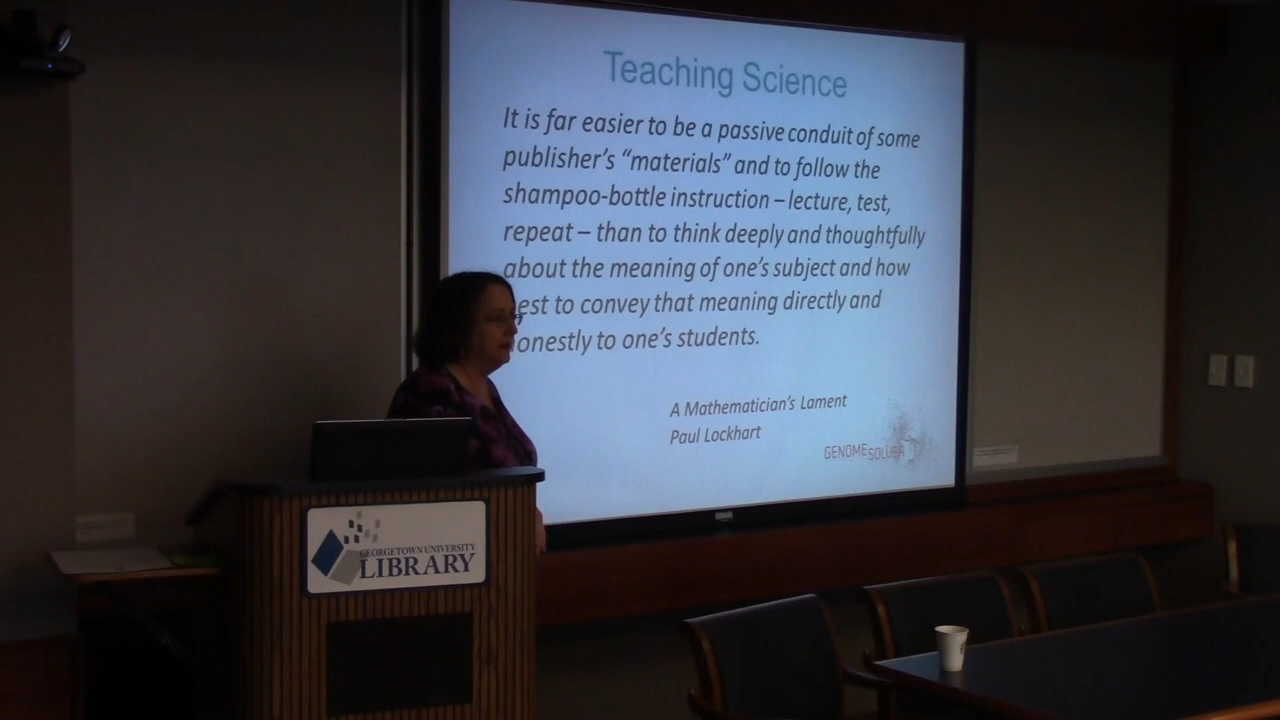 Teaching Science
It is far easier to be a passive conduit of some
publisher's “materials” and to follow the
shampoo-bottle instruction – lecture, test,
repeat – than to think deeply and thoughtfully
about the meaning of one's subject and how
est to convey that meaning directly and
onestly to one's students.
A Mathematician's Lament
Paul Lockhart
GENOME SOLVER
GEORGETOWN UNIVERSITY
LIBRARY